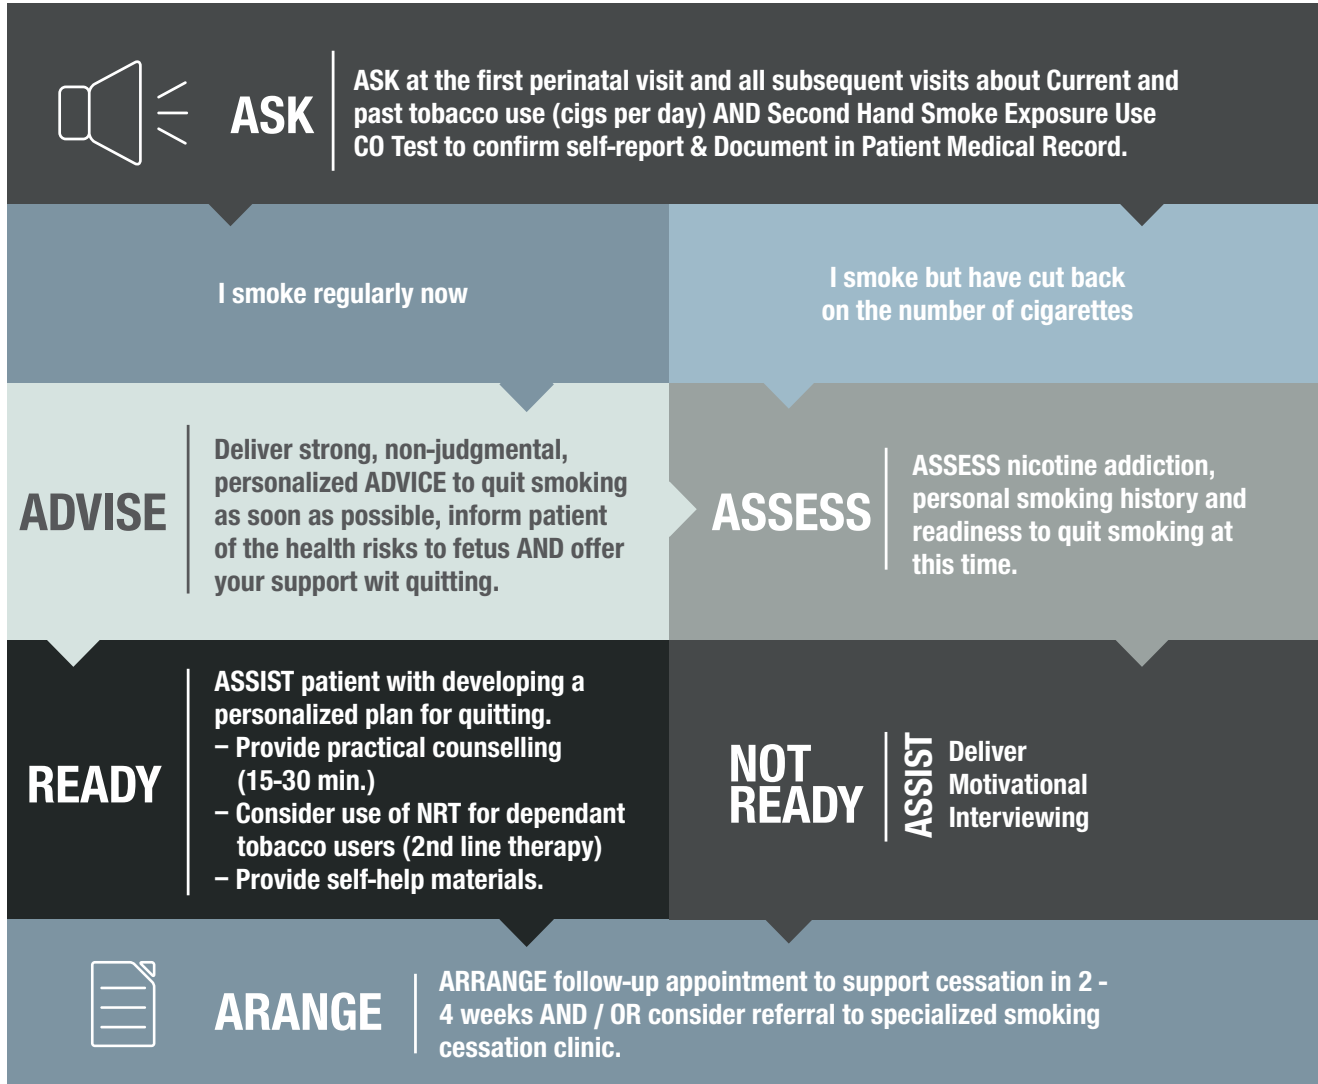 ASK
ASK at the first perinatal visit and all subsequent visits about Current and
past tobacco use (cigs per day) AND Second Hand Smoke Exposure Use
CO Test to confirm self-report & Document in Patient Medical Record.
I smoke regularly now
I smoke but have cut back
on the number of cigarettes
ADVISE
Deliver strong, non-judgmental,
personalized ADVICE to quit smoking
as soon as possible, inform patient
of the health risks to fetus AND offer
your support wit quitting.
ASSESS
ASSESS nicotine addiction,
personal smoking history and
readiness to quit smoking at
this time.
READY
ASSIST patient with developing a
personalized plan for quitting.
– Provide practical counselling
(15-30 min.)
– Consider use of NRT for dependant
tobacco users (2nd line therapy)
– Provide self-help materials.
NOT
READY
ASSIST
Deliver
Motivational
Interviewing
ARANGE
ARRANGE follow-up appointment to support cessation in 2 -
4 weeks AND / OR consider referral to specialized smoking
cessation clinic.